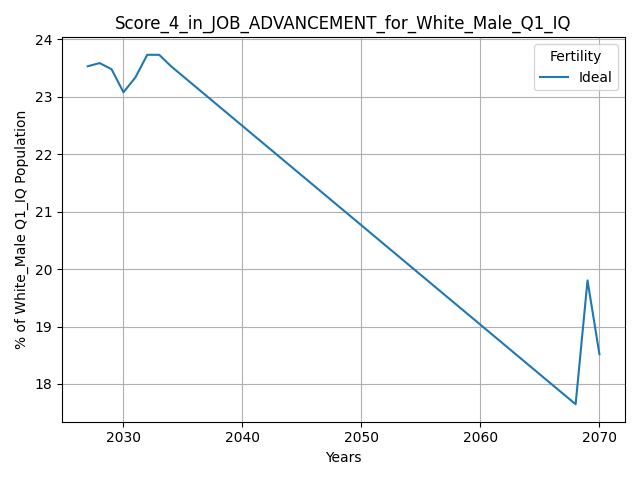 Score_4_in_JOB_ADVANCEMENT_for_White_Male_Q1_IQ
Fertility
Ideal
% of White_Male Q1_IQ Population
24
23
22
21
20
19
18
2030 2040 2050 2060 2070
Years